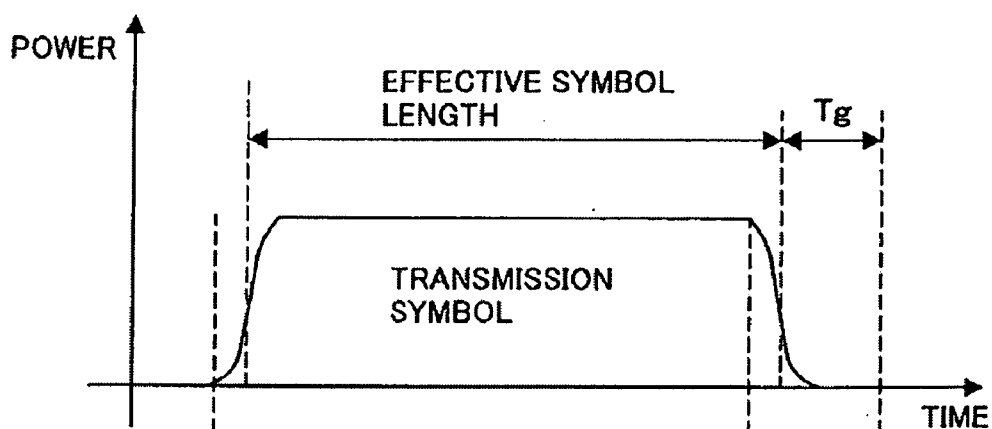 POWER
EFFECTIVE SYMBOL
LENGTH
Tg
TRANSMISSION
SYMBOL
TIME